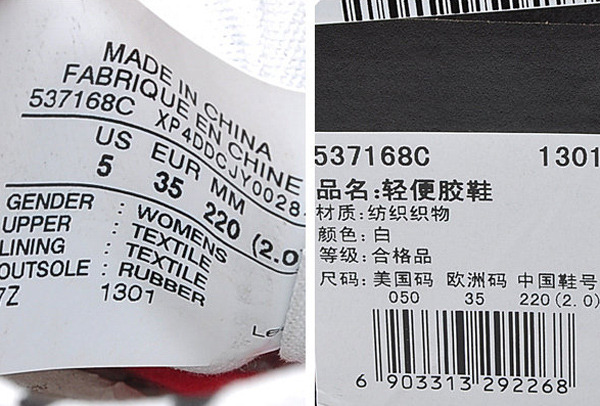 MADE IN CHINA
FABRIQUE EN CHINE
537168C XP4DDCJY0028
US EUR MM
5 35 220 (2.0
GENDER : WOMENS
UPPER : TEXTILE
LINING : TEXTILE
OUTSOLE : RUBBER
7Z 1301
537168C 1301
品名:轻便胶鞋
材质:纺织织物
颜色:白
等级:合格品
尺码:美国码 欧洲码 中国鞋号
050 35 220(2.0)
6 903313 292268